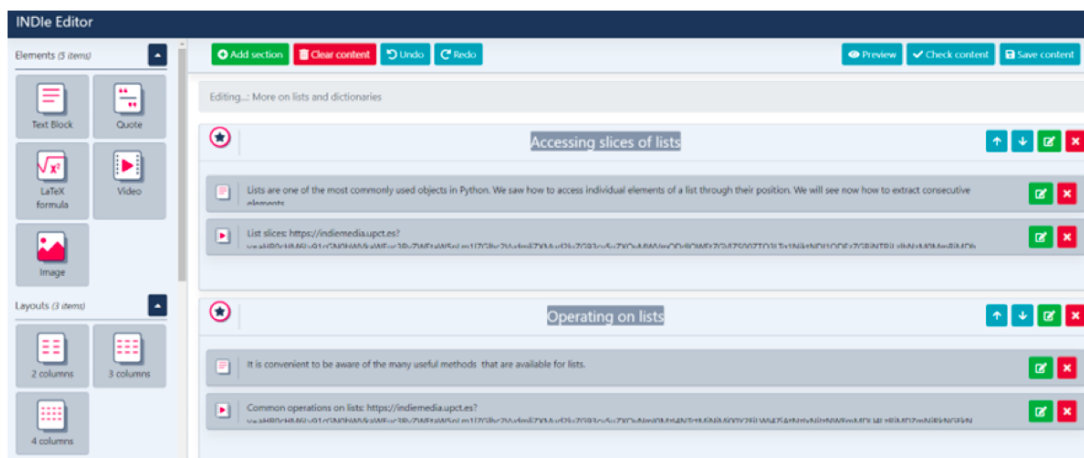 INDIe Editor
Elements (5 items)
Add section
Clear content
Undo
Redo
Preview
Check content
Save content
Text Block
Quote
LaTeX formula
Video
Image
Layouts (3 items)
2 columns
3 columns
4 columns
Editing...: More on lists and dictionaries
Accessing slices of lists
Lists are one of the most commonly used objects in Python. We saw how to access individual elements of a list through their position. We will see now how to extract consecutive
elements
List slices: https://indiemedia.upct.es?
Operating on lists
It is convenient to be aware of the many useful methods that are available for lists.
Common operations on lists: https://indiemedia.upct.es?